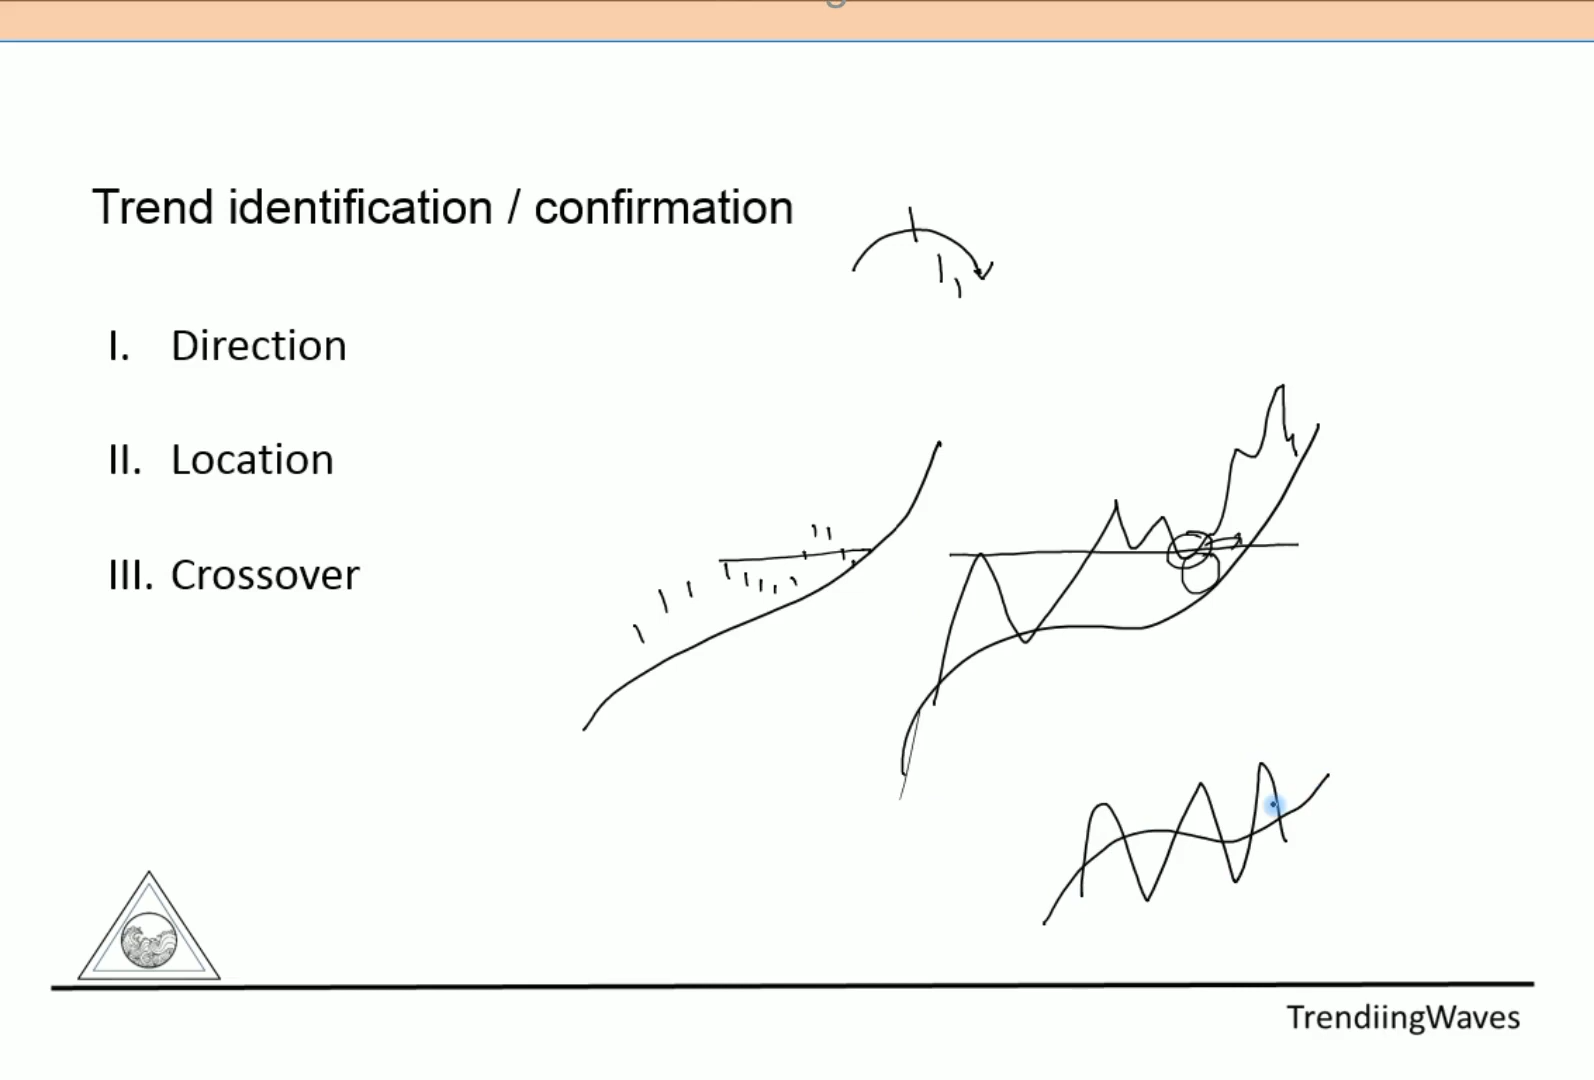 Trend identification / confirmation
I. Direction
II. Location
III. Crossover
TrendiingWaves